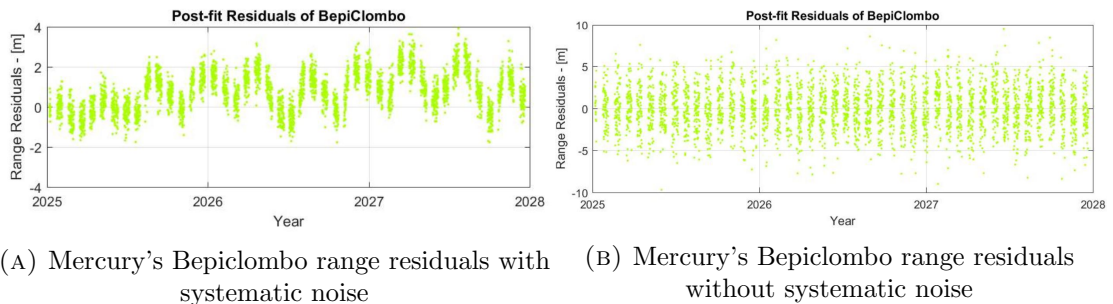 Post-fit Residuals of BepiClombo
Range Residuals - [m]
4
2
0
-2
-4
2025
2026
2027
2028
Year
(A) Mercury's Bepiclombo range residuals with
systematic noise
Post-fit Residuals of BepiClombo
Range Residuals - [m]
10
5
0
-5
-10
2025
2026
2027
2028
Year
(B) Mercury's Bepiclombo range residuals
without systematic noise